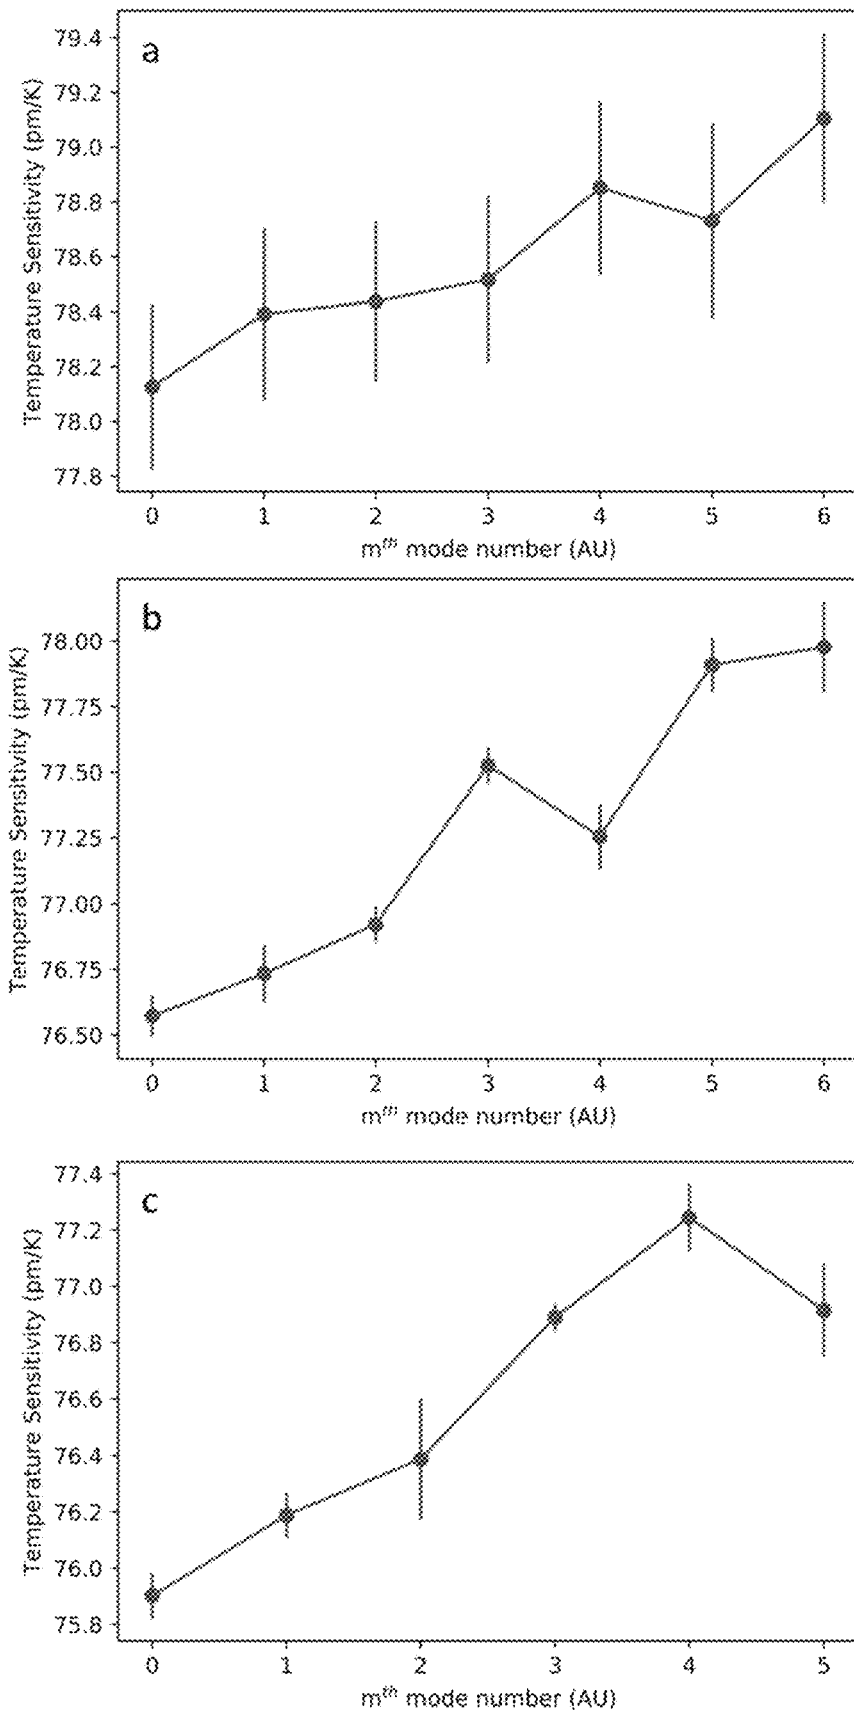 a
Temperature Sensitivity (pm/K)
79.4
79.2
79.0
78.8
78.6
78.4
78.2
78.0
77.8
0 1 2 3 4 5 6
mᵗʰ mode number (AU)
b
Temperature Sensitivity (pm/K)
78.00
77.75
77.50
77.25
77.00
76.75
76.50
0 1 2 3 4 5 6
mᵗʰ mode number (AU)
c
Temperature Sensitivity (pm/K)
77.4
77.2
77.0
76.8
76.6
76.4
76.2
76.0
75.8
0 1 2 3 4 5
mᵗʰ mode number (AU)